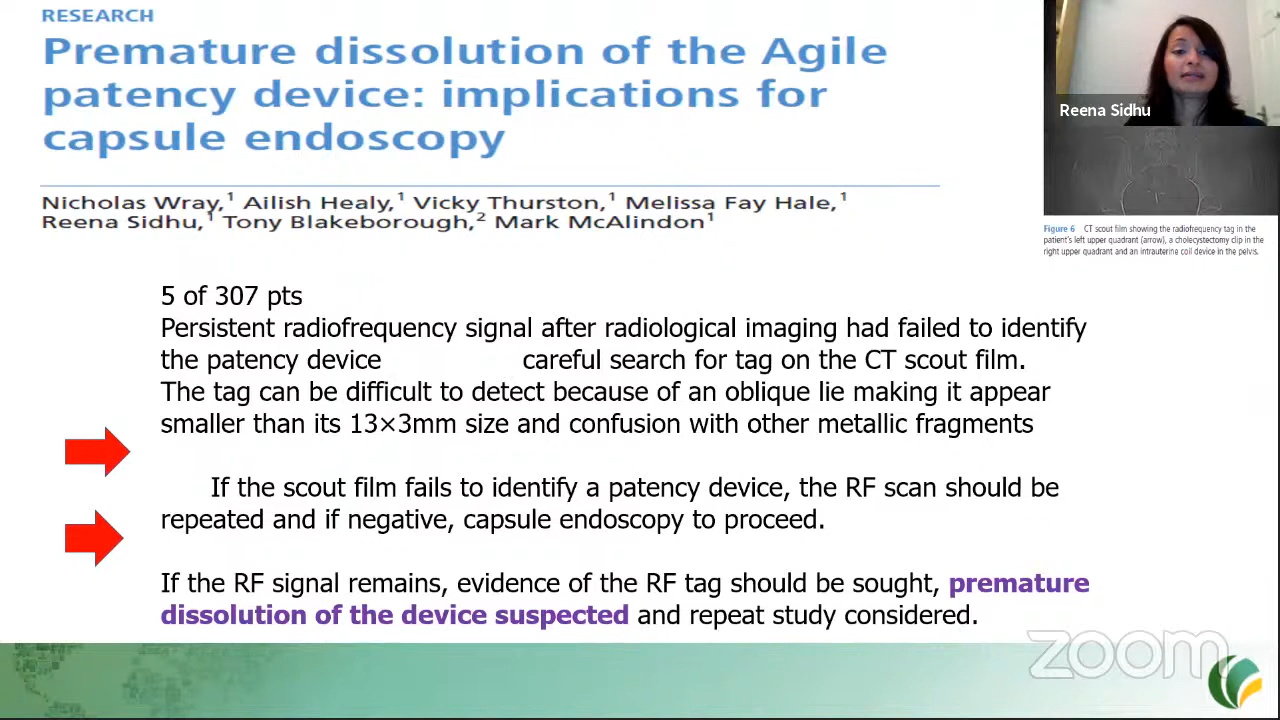 RESEARCH
Premature dissolution of the Agile
patency device: implications for
capsule endoscopy
Nicholas Wray,1 Ailish Healy,1 Vicky Thurston,1 Melissa Fay Hale,1
Reena Sidhu,1 Tony Blakeborough,2 Mark McAlindon1
Reena Sidhu
Figure 6 CT scout film showing the radiofrequency tag in the
patient's left upper quadrant (arrow), a cholecystectomy clip in the
right upper quadrant and an intrauterine coil device in the pelvis.
5 of 307 pts
Persistent radiofrequency signal after radiological imaging had failed to identify
the patency device careful search for tag on the CT scout film.
The tag can be difficult to detect because of an oblique lie making it appear
smaller than its 13×3mm size and confusion with other metallic fragments
If the scout film fails to identify a patency device, the RF scan should be
repeated and if negative, capsule endoscopy to proceed.
If the RF signal remains, evidence of the RF tag should be sought, premature
dissolution of the device suspected and repeat study considered.
zoom